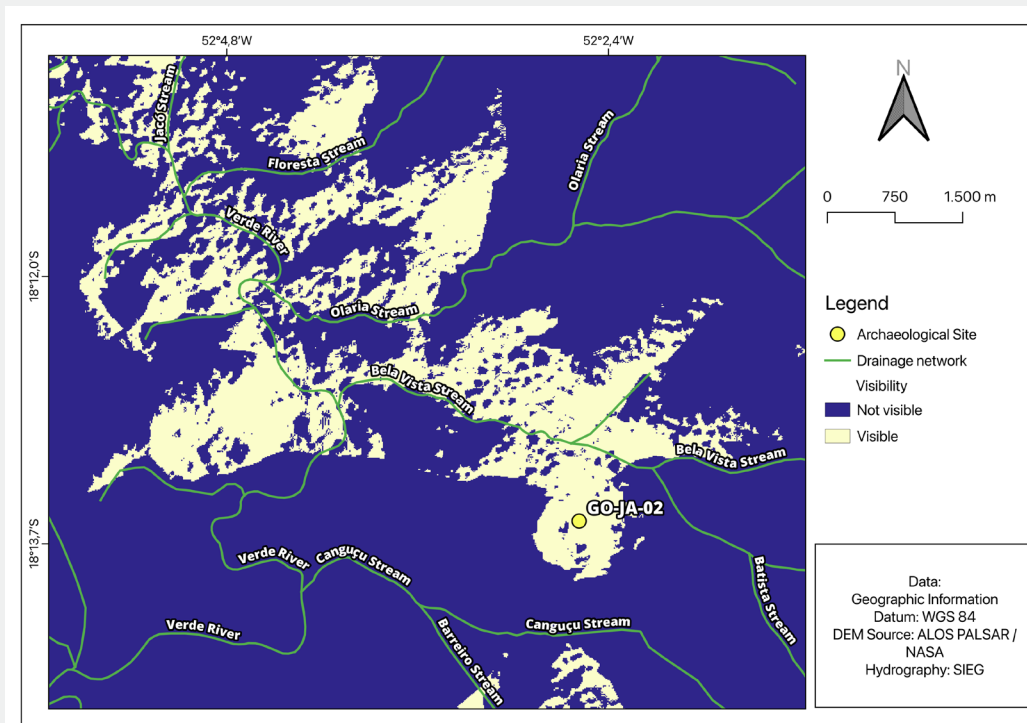 52°4,8'W
52°2,4'W
N
18°12,0'S
18°13,7'S
Jacó Stream
Floresta Stream
Olaria Stream
Verde River
Olaria Stream
Bela Vista Stream
Bela Vista Stream
GO-JA-02
Verde River
Canguçu Stream
Batista Stream
Verde River
Barreiro Stream
Canguçu Stream
0 750 1.500 m
Legend
Archaeological Site
Drainage network
Visibility
Not visible
Visible
Data:
Geographic Information
Datum: WGS 84
DEM Source: ALOS PALSAR /
NASA
Hydrography: SIEG